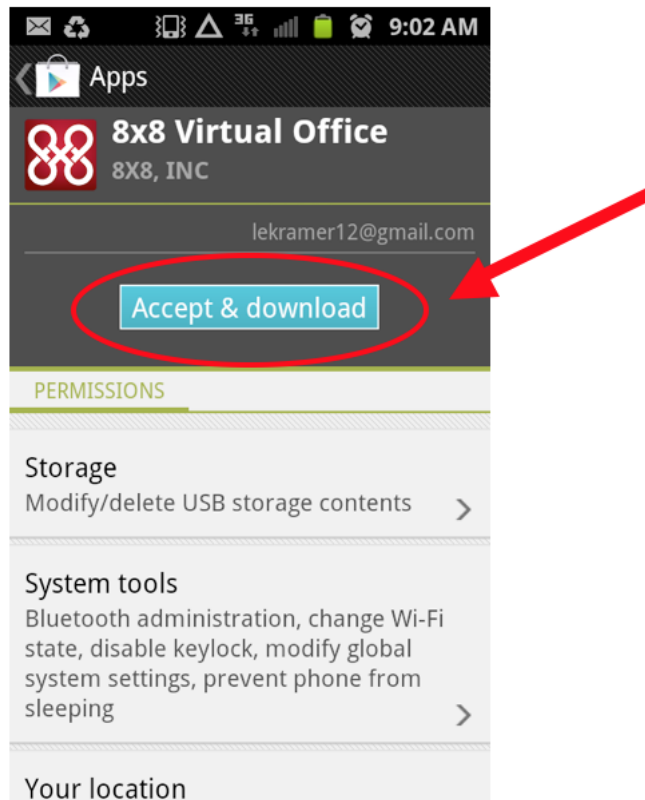 3G
9:02 AM
Apps
8x8 Virtual Office
8X8, INC
lekramer12@gmail.com
Accept & download
PERMISSIONS
Storage
Modify/delete USB storage contents
System tools
Bluetooth administration, change Wi-Fi
state, disable keylock, modify global
system settings, prevent phone from
sleeping
Your location